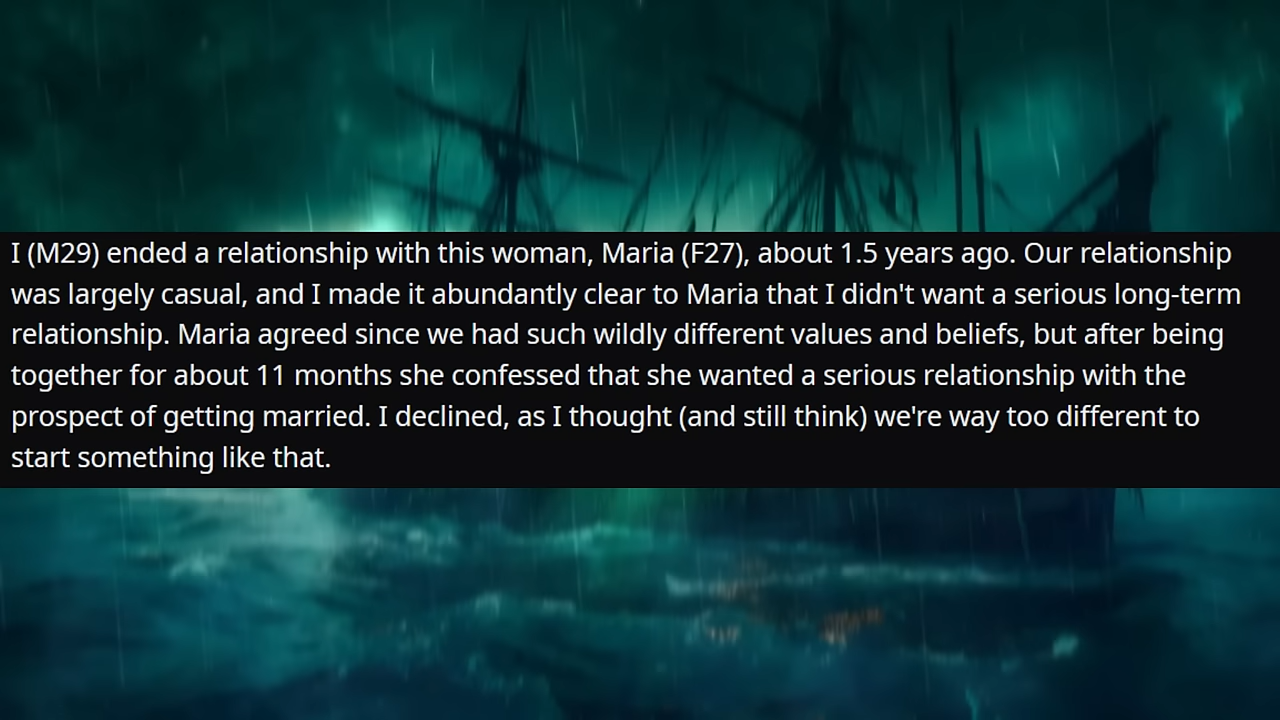 I (M29) ended a relationship with this woman, Maria (F27), about 1.5 years ago. Our relationship
was largely casual, and I made it abundantly clear to Maria that I didn't want a serious long-term
relationship. Maria agreed since we had such wildly different values and beliefs, but after being
together for about 11 months she confessed that she wanted a serious relationship with the
prospect of getting married. I declined, as I thought (and still think) we're way too different to
start something like that.